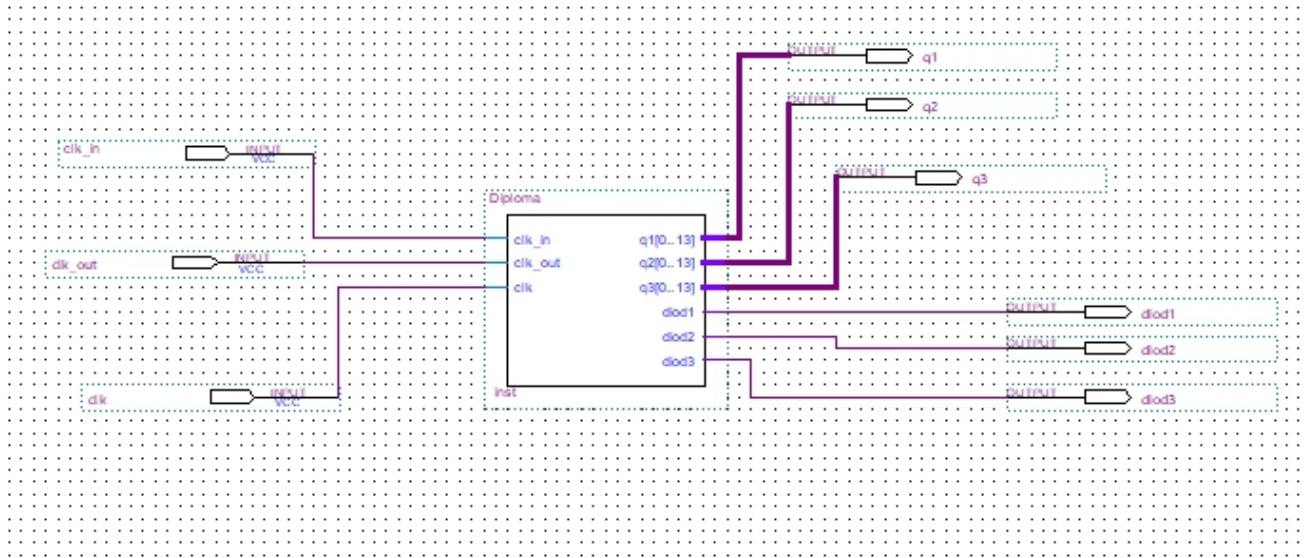 OUTPUT
q1
OUTPUT
q2
clk_in
INPUT
VCC
OUTPUT
q3
Diploma
clk_in
q1[0..13]
clk_out
INPUT
VCC
clk_out
q2[0..13]
clk
q3[0..13]
diod1
OUTPUT
diod1
diod2
OUTPUT
diod2
diod3
inst
clk
INPUT
VCC
OUTPUT
diod3